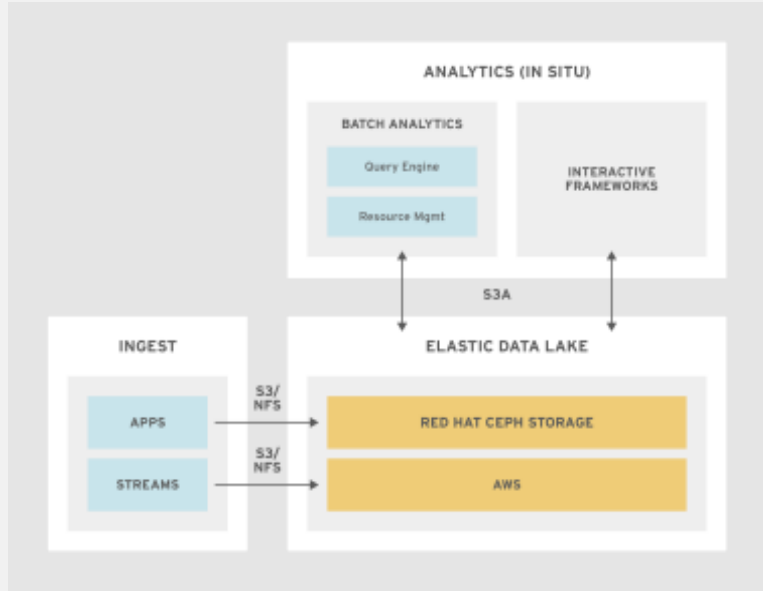 ANALYTICS (IN SITU)
BATCH ANALYTICS
Query Engine
Resource Mgmt
INTERACTIVE
FRAMEWORKS
S3A
INGEST
APPS
STREAMS
S3/
NFS
S3/
NFS
ELASTIC DATA LAKE
RED HAT CEPH STORAGE
AWS